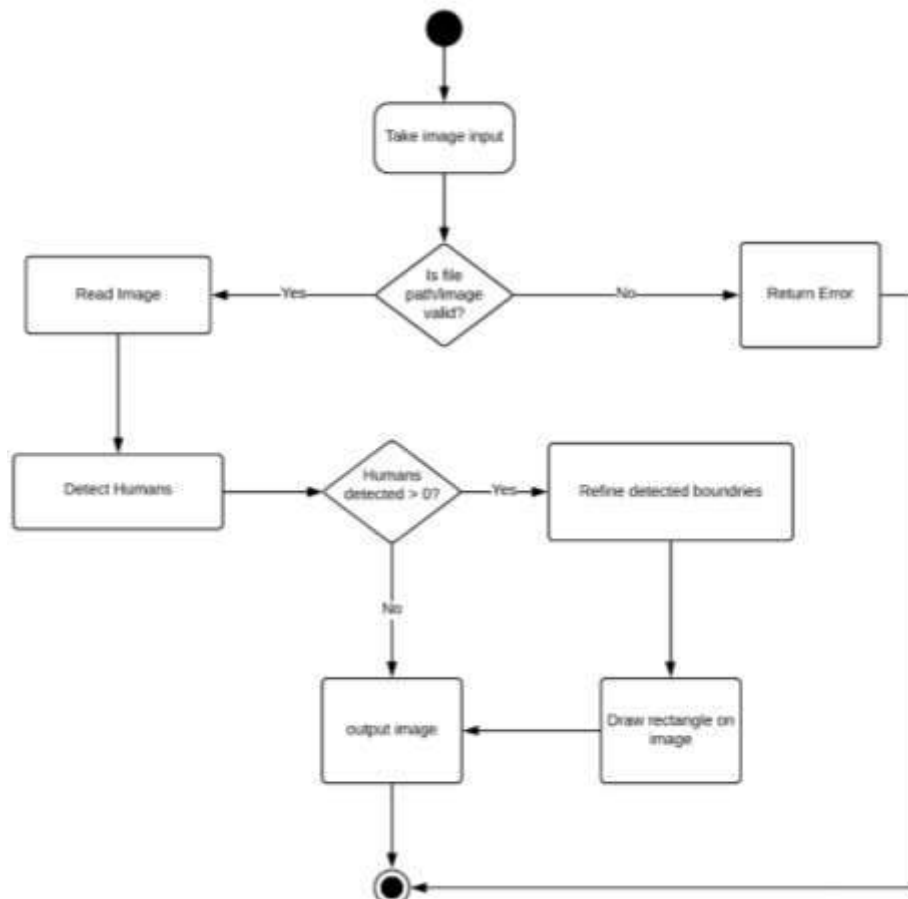 Take image input
Is file
path/image
valid?
Yes
No
Read Image
Return Error
Detect Humans
Humans
detected > 0?
Yes
Refine detected boundries
No
output image
Draw rectangle on
image